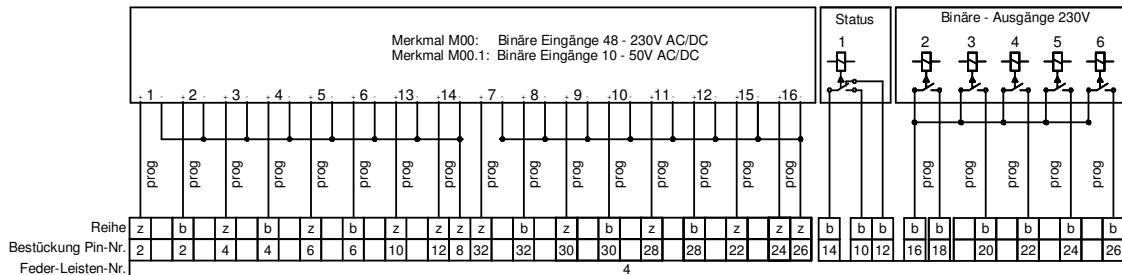 Status
Binäre - Ausgänge 230V
Merkmal M00: Binäre Eingänge 48 - 230V AC/DC
Merkmal M00.1: Binäre Eingänge 10 - 50V AC/DC
1 2 3 4 5 6
+ 1 - + 2 - + 3 - + 4 - + 5 - + 6 - +13 - +14 - + 7 - + 8 - + 9 - +10 - +11 - +12 - +15 - +16 -
prog prog prog prog prog prog prog prog prog prog prog prog prog prog prog prog prog prog prog prog prog prog prog
Reihe z b z b z b z z z z b z b z b z z z b b b b b b b b b
Bestückung Pin-Nr. 2 2 4 4 6 6 10 12 8 32 32 30 30 28 28 22 24 26 14 10 12 16 18 20 22 24 26
Feder-Leisten-Nr. 4